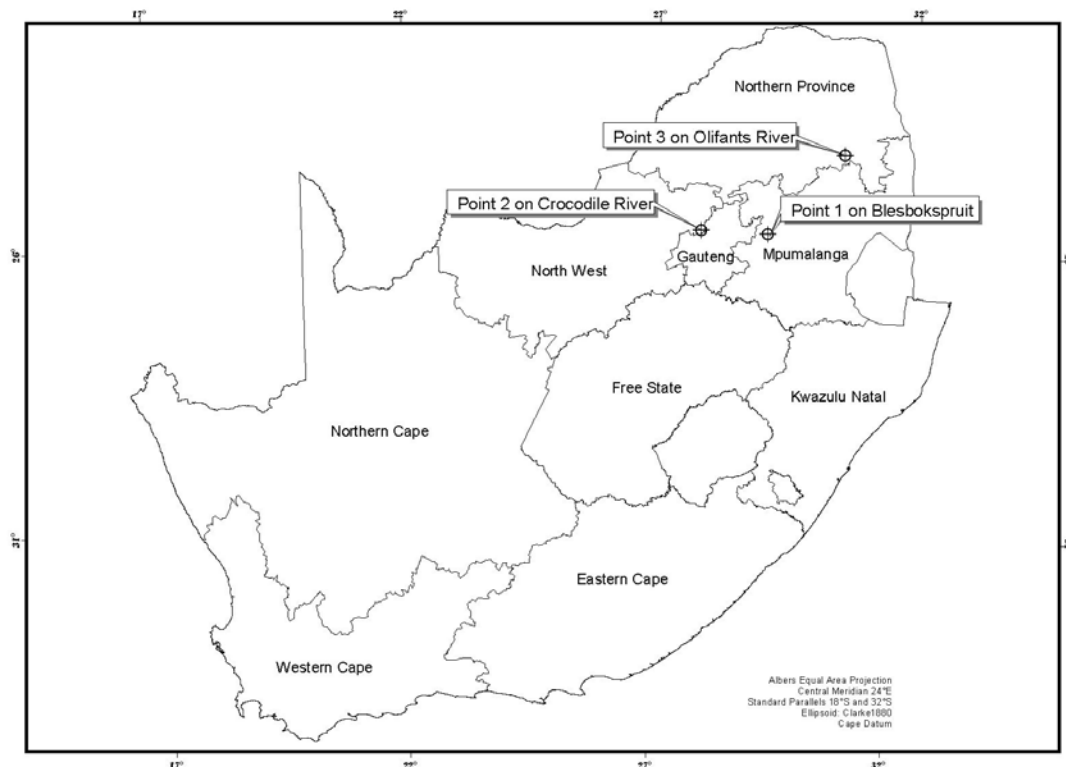 17° 22° 27° 32°
Northern Province
Point 3 on Olifants River
Point 2 on Crocodile River
Point 1 on Blesbokspruit
26°
Gauteng
Mpumalanga
North West
Free State
Kwazulu Natal
Northern Cape
31°
Eastern Cape
Western Cape
Albers Equal Area Projection
Central Meridian 24°E
Standard Parallels 18°S and 32°S
Ellipsoid: Clarke1880
Cape Datum
17° 22° 27° 32°